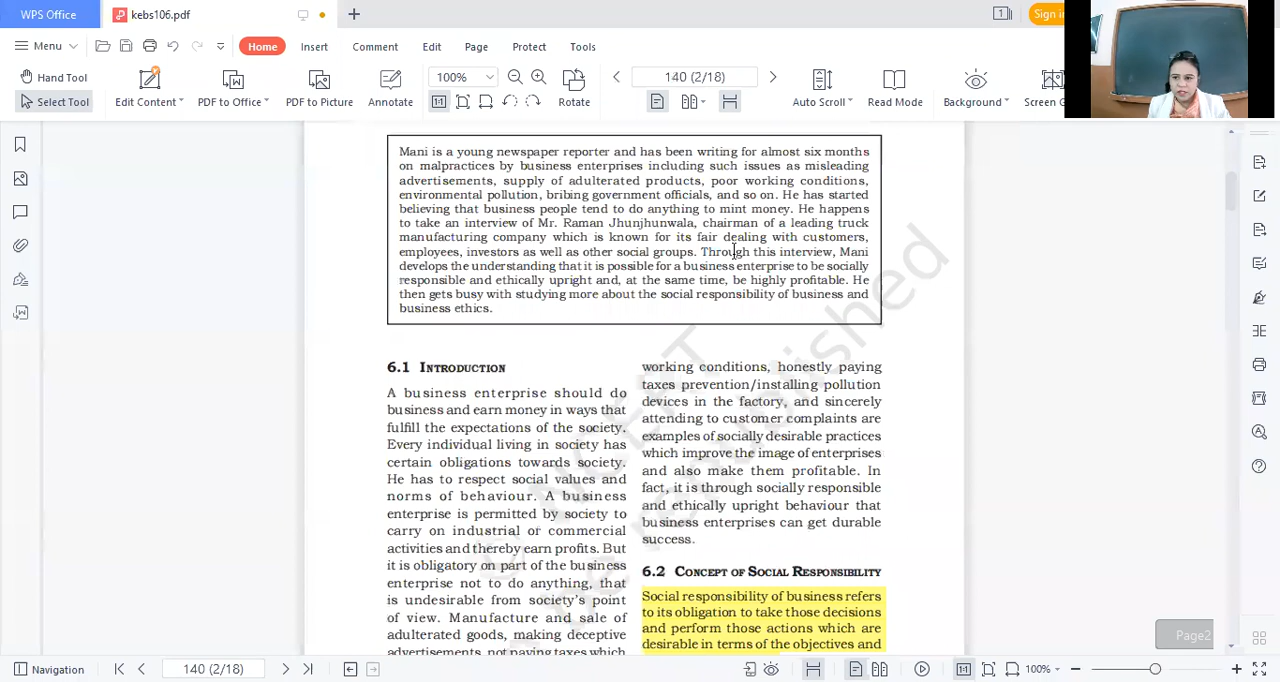 WPS Office
kebs106.pdf
1
Sign in
Menu
Home
Insert
Comment
Edit
Page
Protect
Tools
Hand Tool
Select Tool
Edit Content
PDF to Office
PDF to Picture
Annotate
100%
Rotate
140 (2/18)
Auto Scroll
Read Mode
Background
Screen G
Mani is a young newspaper reporter and has been writing for almost six months
on malpractices by business enterprises including such issues as misleading
advertisements, supply of adulterated products, poor working conditions,
environmental pollution, bribing government officials, and so on. He has started
believing that business people tend to do anything to mint money. He happens
to take an interview of Mr. Raman Jhunjhunwala, chairman of a leading truck
manufacturing company which is known for its fair dealing with customers,
employees, investors as well as other social groups. Through this interview, Mani
develops the understanding that it is possible for a business enterprise to be socially
responsible and ethically upright and, at the same time, be highly profitable. He
then gets busy with studying more about the social responsibility of business and
business ethics.
6.1 INTRODUCTION
A business enterprise should do
business and earn money in ways that
fulfill the expectations of the society.
Every individual living in society has
certain obligations towards society.
He has to respect social values and
norms of behaviour. A business
enterprise is permitted by society to
carry on industrial or commercial
activities and thereby earn profits. But
it is obligatory on part of the business
enterprise not to do anything, that
is undesirable from society's point
of view. Manufacture and sale of
adulterated goods, making deceptive
advertisements, not paying taxes which
working conditions, honestly paying
taxes prevention/installing pollution
devices in the factory, and sincerely
attending to customer complaints are
examples of socially desirable practices
which improve the image of enterprises
and also make them profitable. In
fact, it is through socially responsible
and ethically upright behaviour that
business enterprises can get durable
success.
6.2 CONCEPT OF SOCIAL RESPONSIBILITY
Social responsibility of business refers
to its obligation to take those decisions
and perform those actions which are
desirable in terms of the objectives and
© NCERT
be republished
Page2
Navigation
140 (2/18)
100%